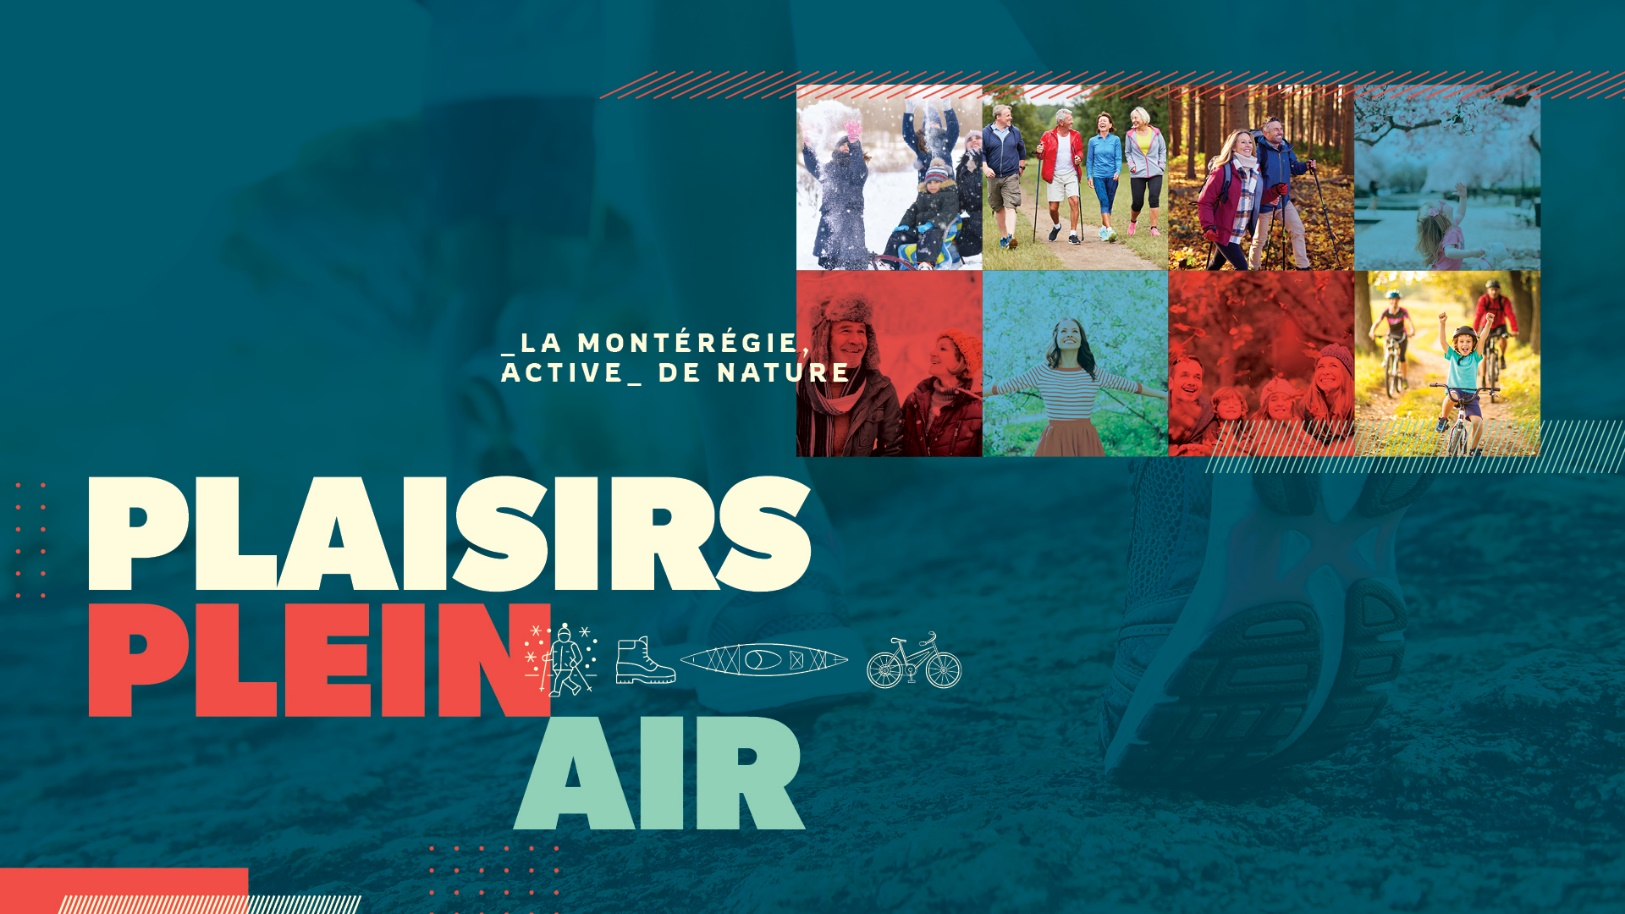 _LA MONTÉRÉGIE,
ACTIVE_ DE NATURE
PLAISIRS
PLEIN
AIR